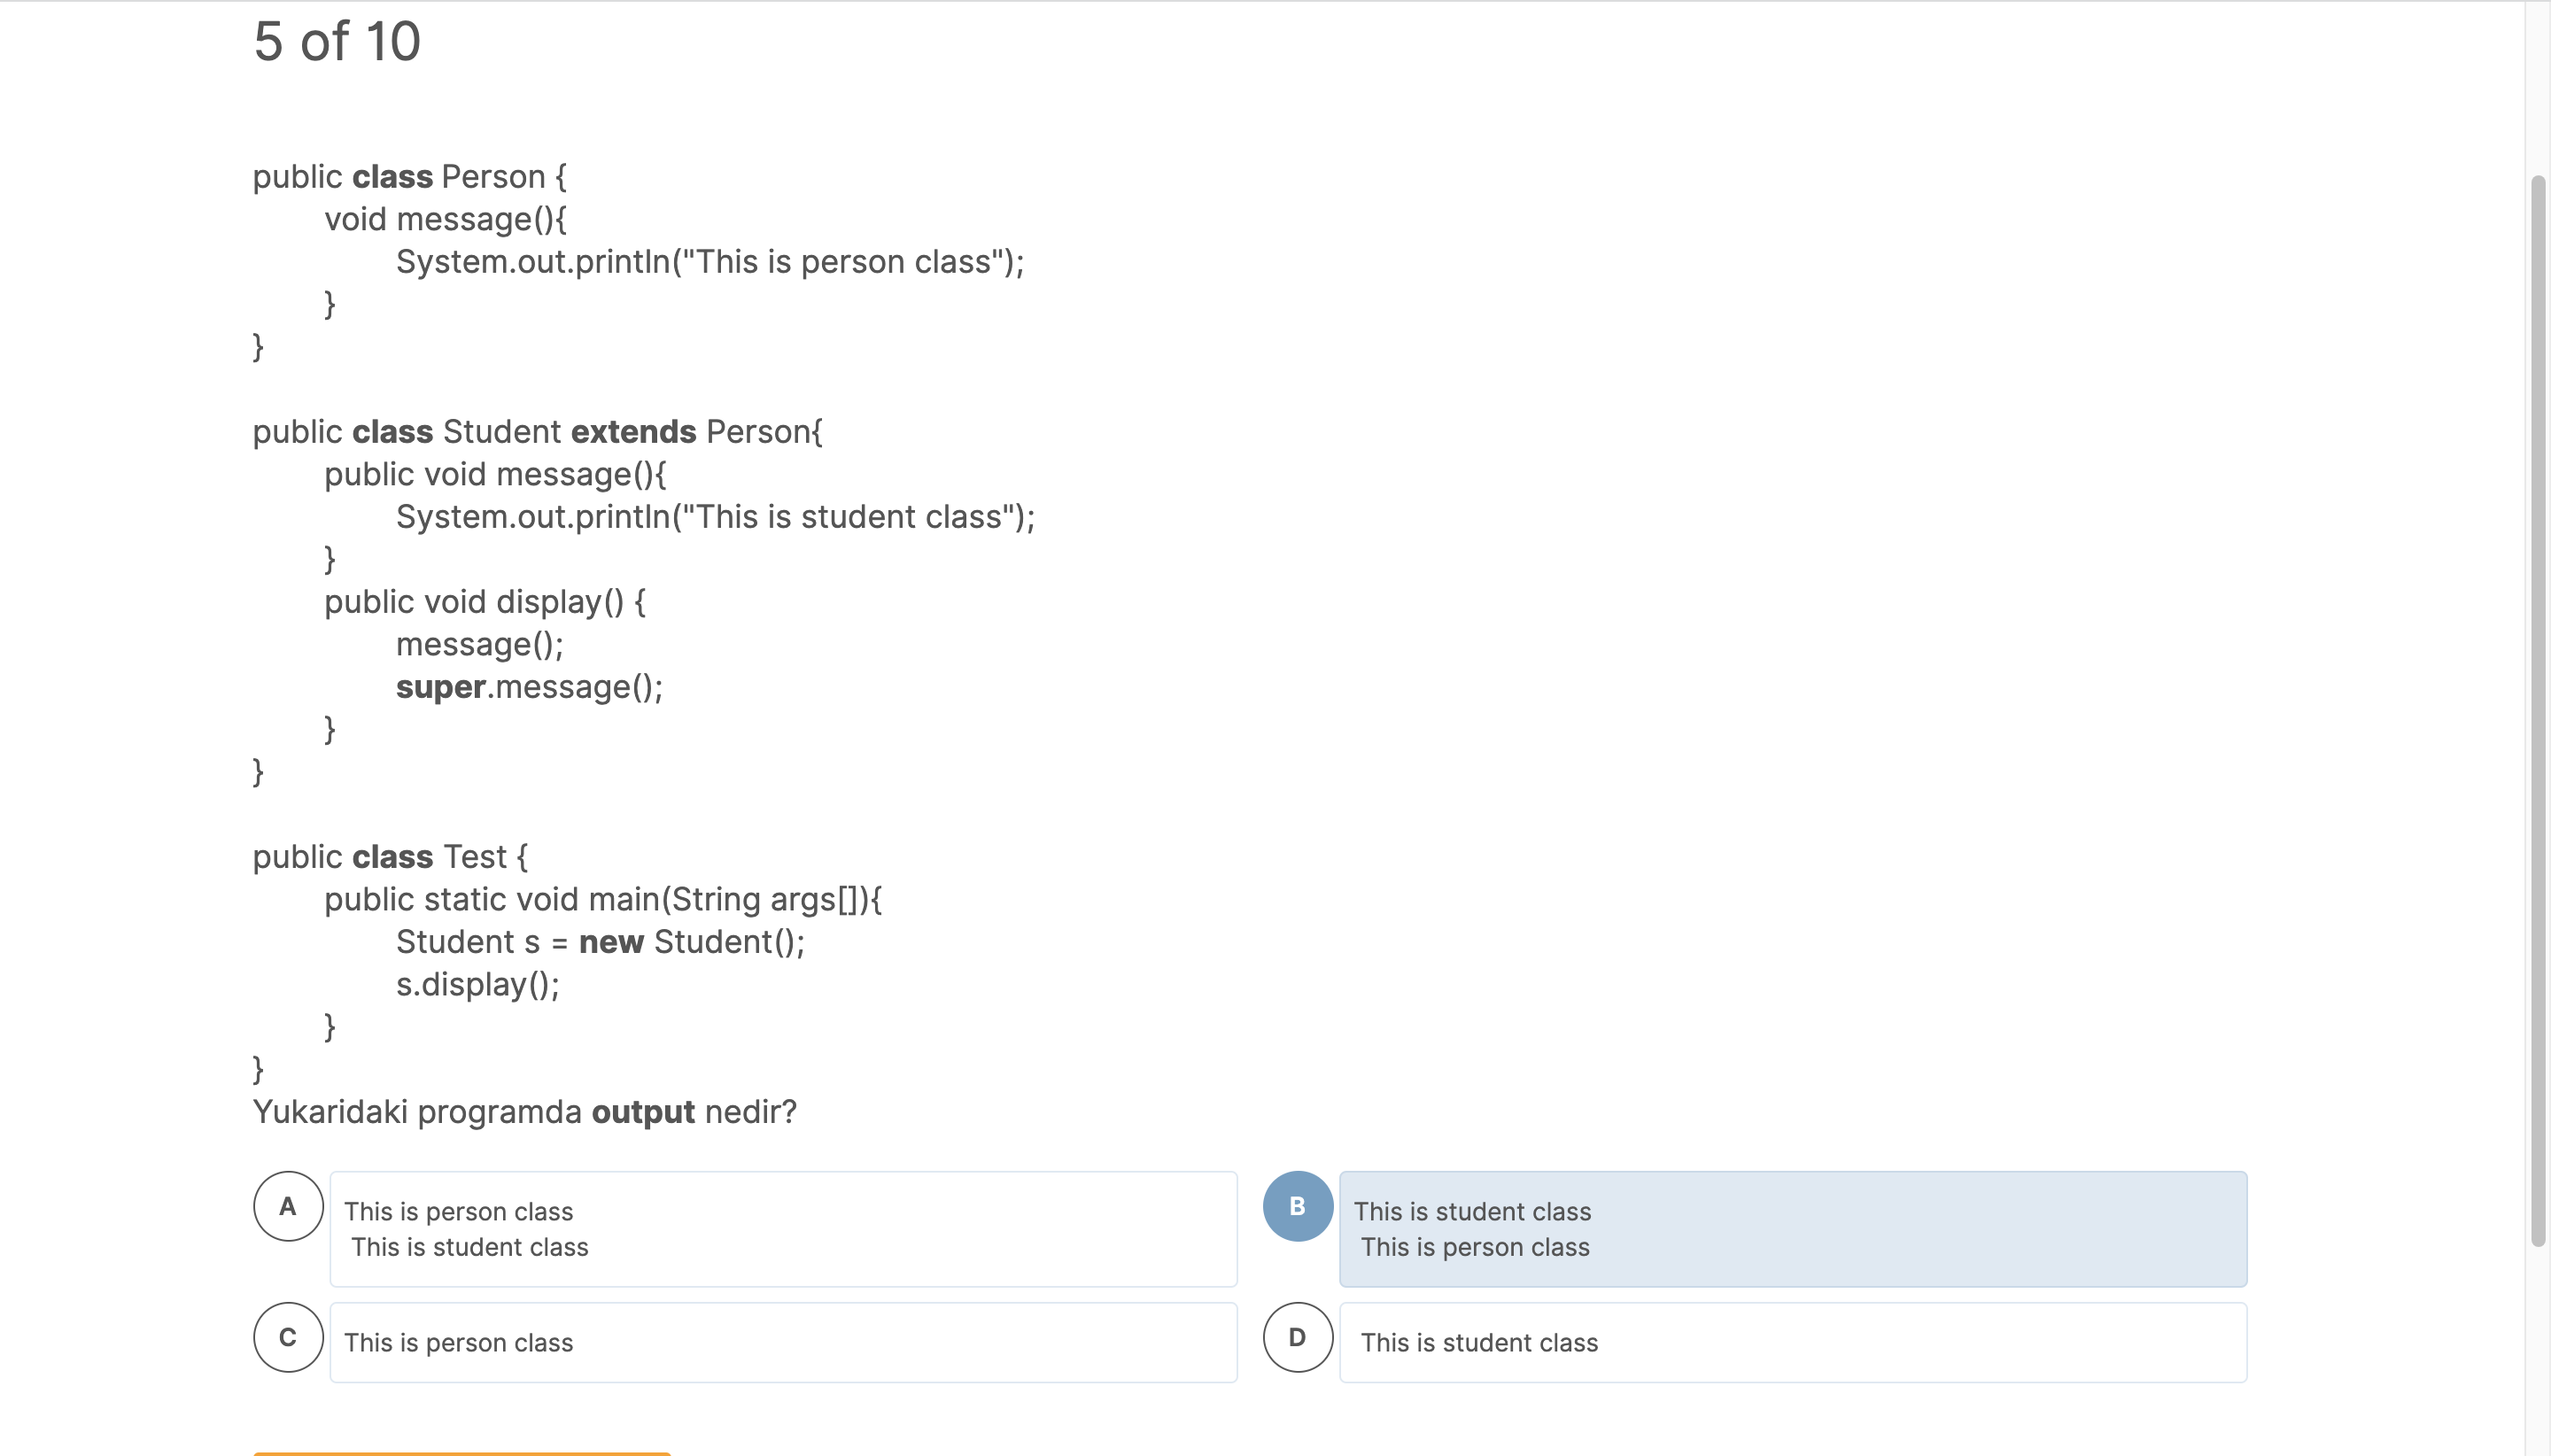 5 of 10
public class Person {
void message(){
System.out.println("This is person class");
}
}
public class Student extends Person{
public void message(){
System.out.println("This is student class");
}
public void display() {
message();
super.message();
}
}
public class Test {
public static void main(String args[]){
Student s = new Student();
s.display();
}
}
Yukaridaki programda output nedir?
A
This is person class
This is student class
B
This is student class
This is person class
C
This is person class
D
This is student class